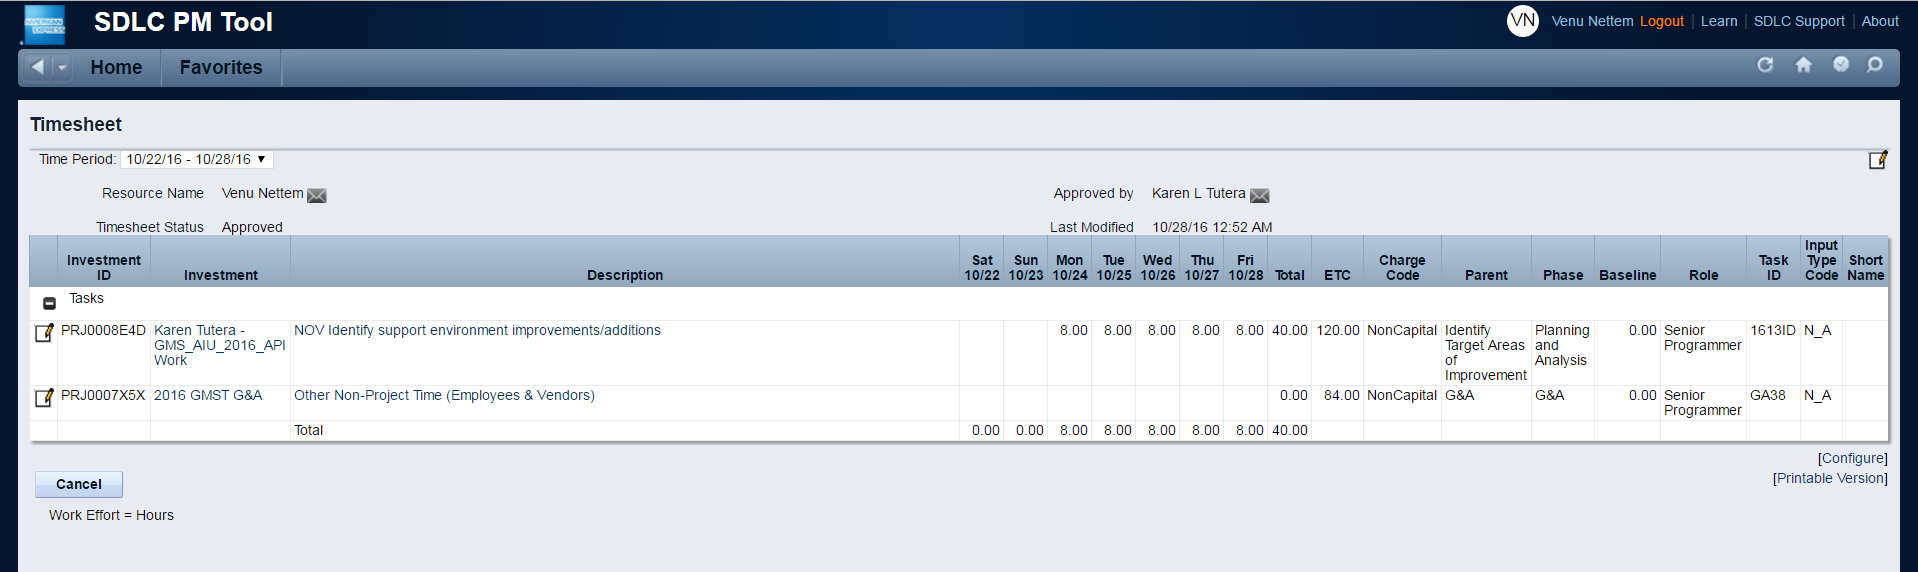 AMERICAN EXPRESS
SDLC PM Tool
VN Venu Nettem Logout Learn SDLC Support About
Home Favorites
Timesheet
Time Period: 10/22/16 - 10/28/16
Resource Name Venu Nettem Approved by Karen L Tutera
Timesheet Status Approved Last Modified 10/28/16 12:52 AM
Investment ID Investment Description Sat 10/22 Sun 10/23 Mon 10/24 Tue 10/25 Wed 10/26 Thu 10/27 Fri 10/28 Total ETC Charge Code Parent Phase Baseline Role Task ID Input Type Code Short Name
Tasks
PRJ0008E4D Karen Tutera - GMS_AIU_2016_API Work NOV Identify support environment improvements/additions 8.00 8.00 8.00 8.00 8.00 40.00 120.00 NonCapital Identify Target Areas of Improvement Planning and Analysis 0.00 Senior Programmer 1613ID N_A
PRJ0007X5X 2016 GMST G&A Other Non-Project Time (Employees & Vendors) 0.00 84.00 NonCapital G&A G&A 0.00 Senior Programmer GA38 N_A
Total 0.00 0.00 8.00 8.00 8.00 8.00 8.00 40.00
[Configure]
[Printable Version]
Cancel
Work Effort = Hours